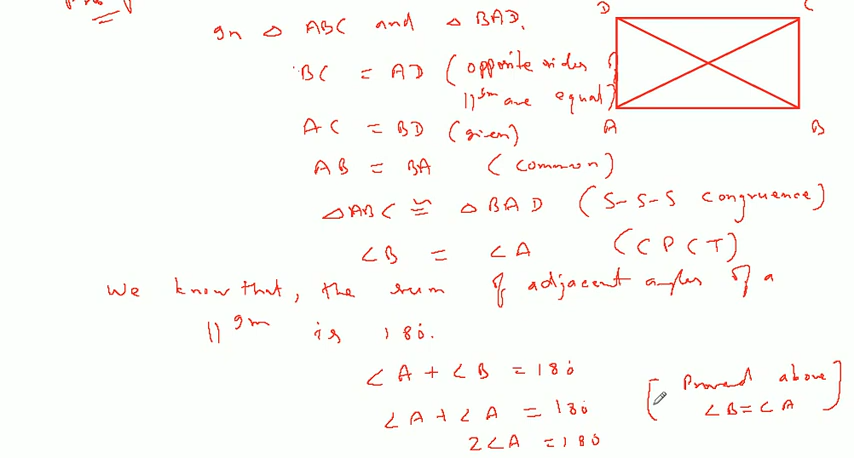 In △ ABC and △ BAD.
BC = AD (opposite sides of
||gm are equal)
AC = BD (given)
AB = BA (common)
△ABC ≅ △BAD (S-S-S congruence)
∠B = ∠A (CPCT)
We know that, the sum of adjacent angles of a
||gm is 180°.
∠A + ∠B = 180°
∠A + ∠A = 180° [Proved above
∠B = ∠A]
2∠A = 180°
D C
A B